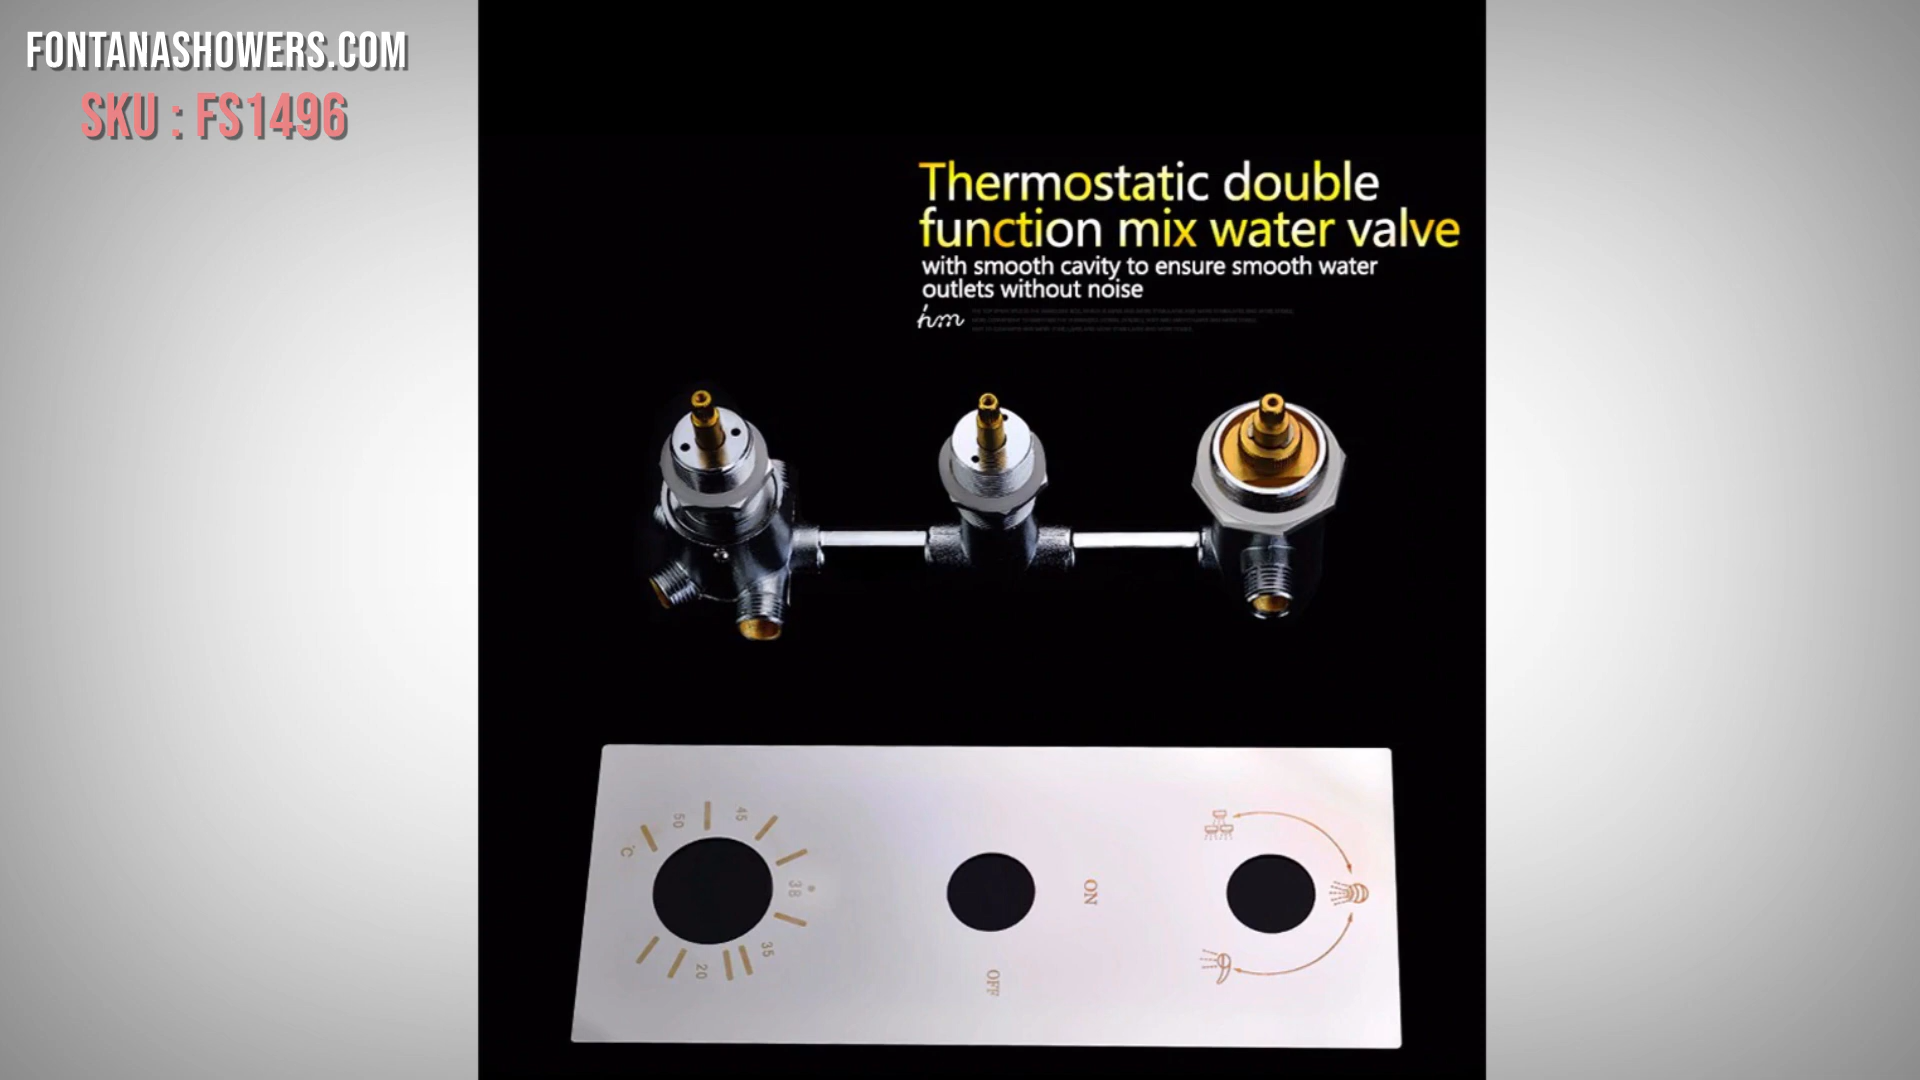 FONTANASHOWERS.COM
SKU : FS1496
Thermostatic double
function mix water valve
with smooth cavity to ensure smooth water
outlets without noise
hm
50
45
°C
38
35
20
ON
OFF